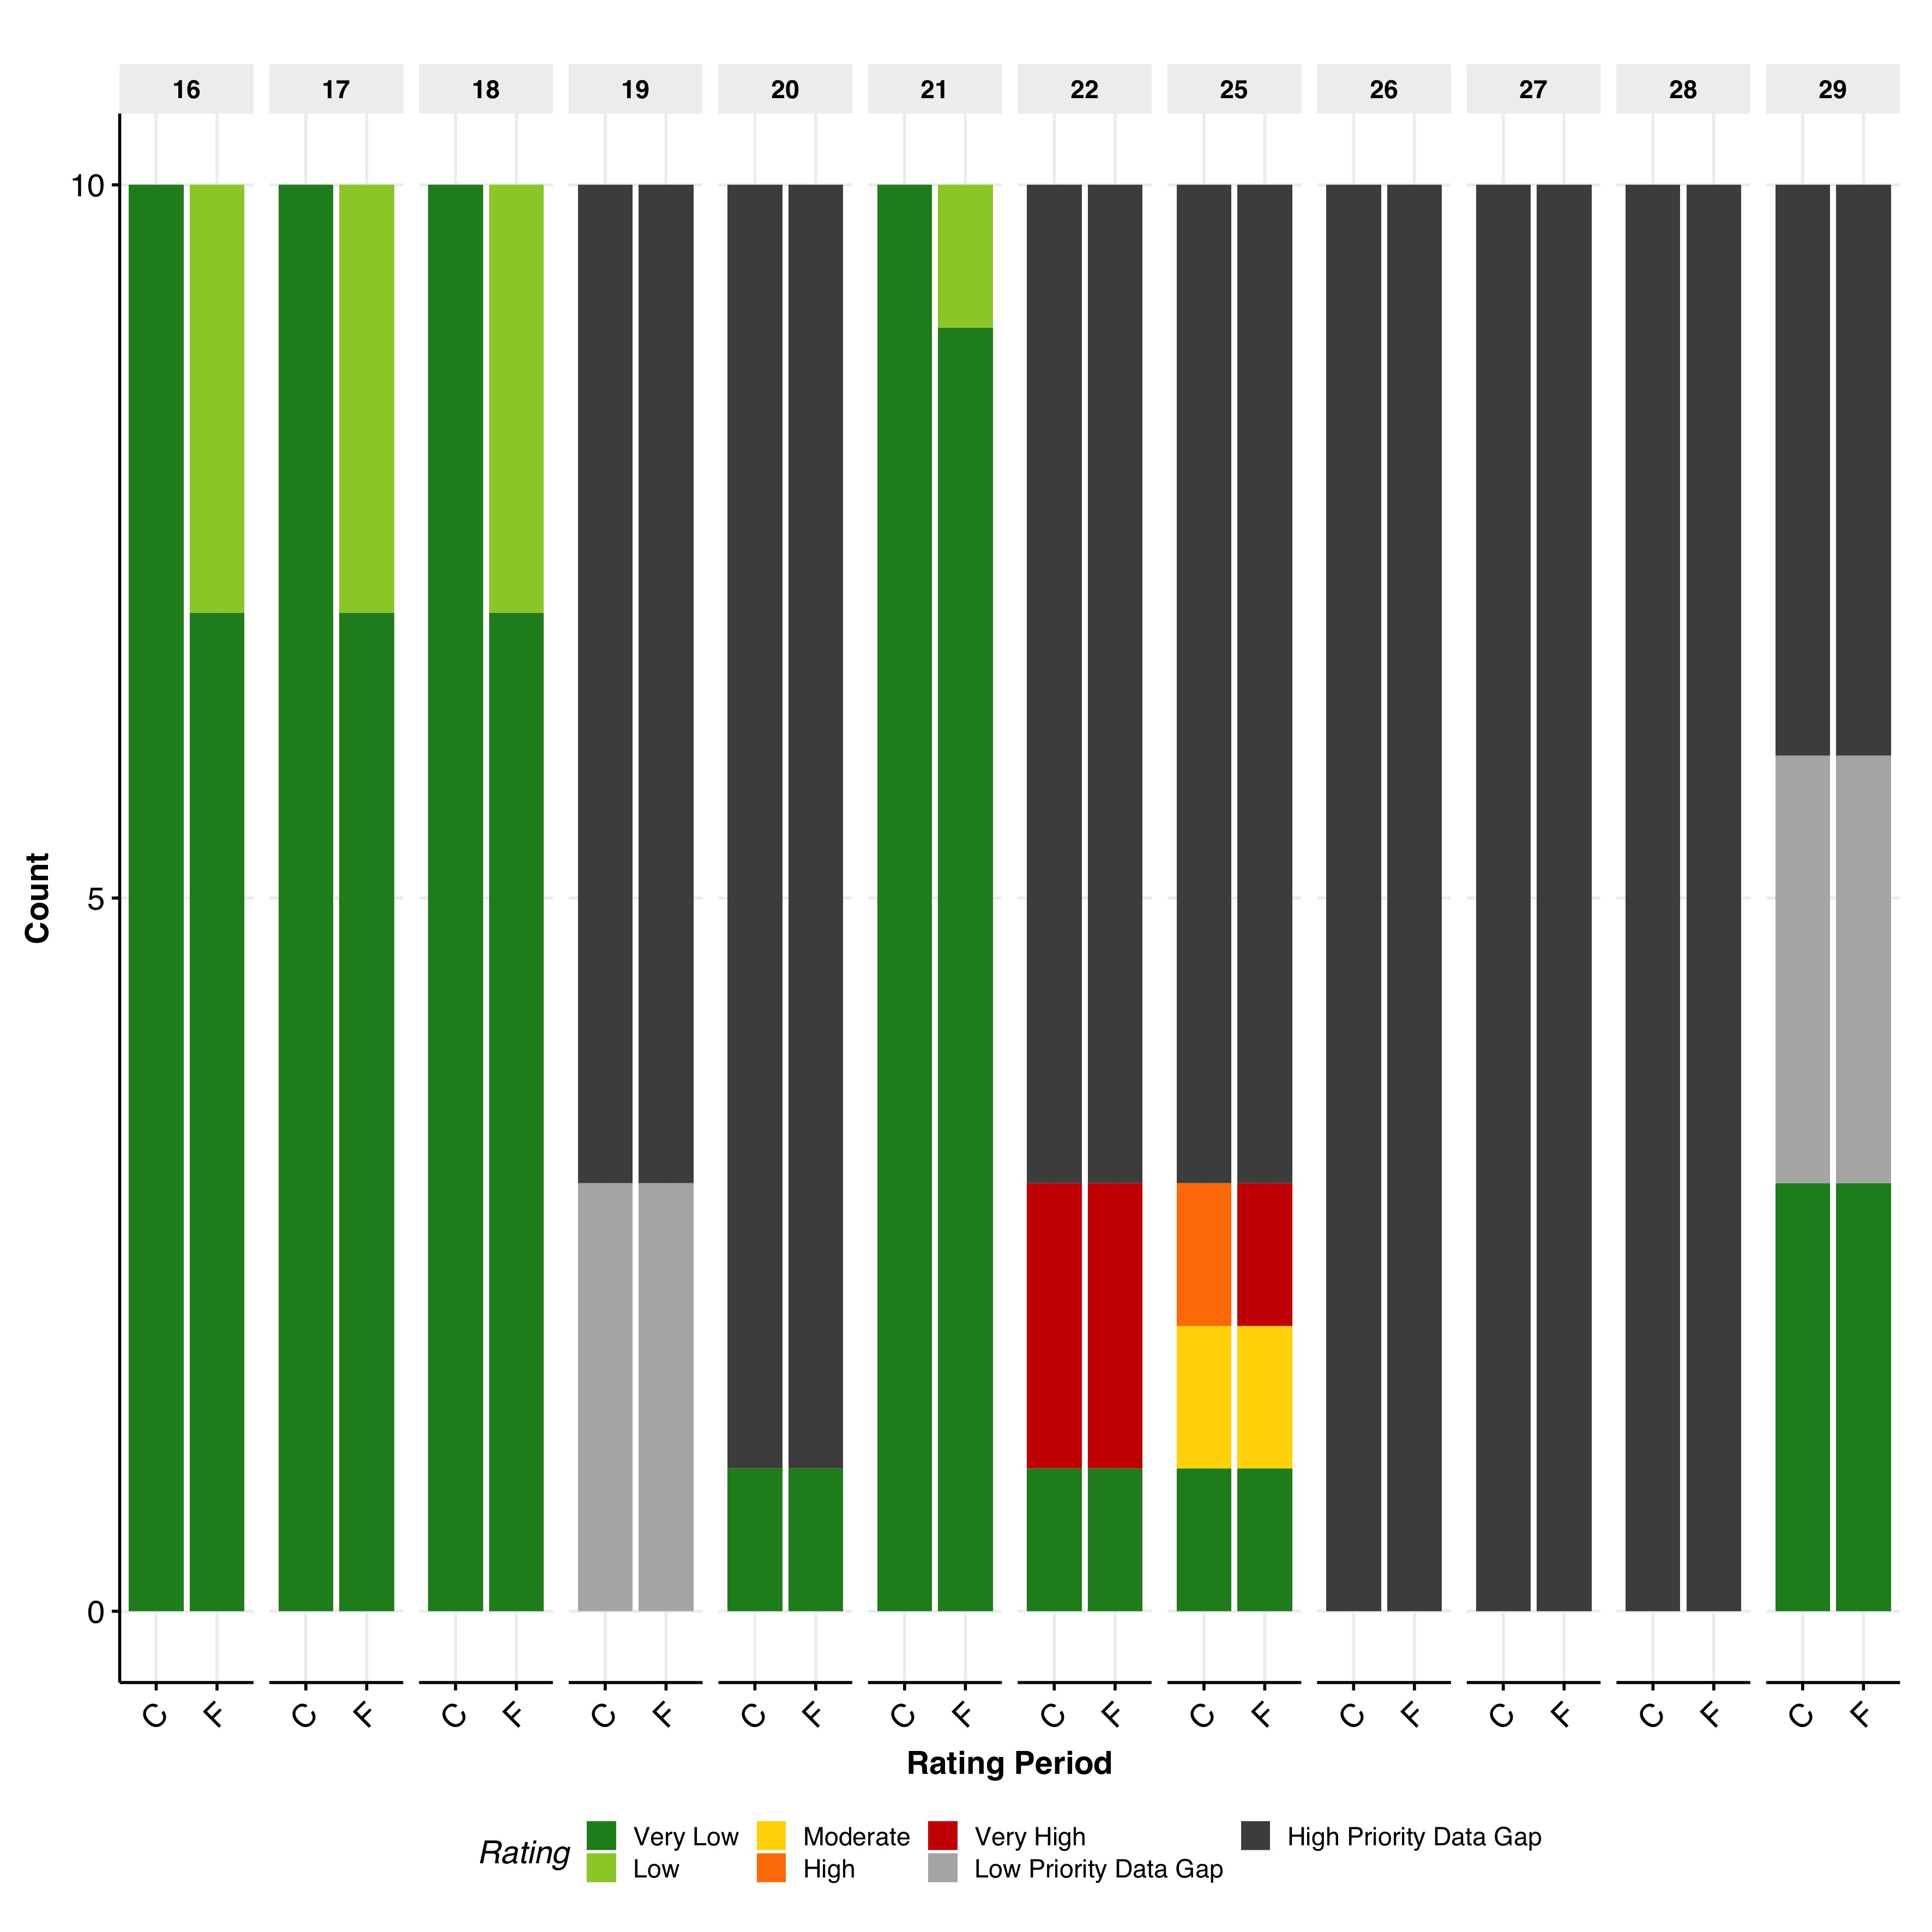 16 17 18 19 20 21 22 25 26 27 28 29
10
5
0
Count
C F C F C F C F C F C F C F C F C F C F C F C F
Rating Period
Rating
Very Low Moderate Very High High Priority Data Gap
Low High Low Priority Data Gap